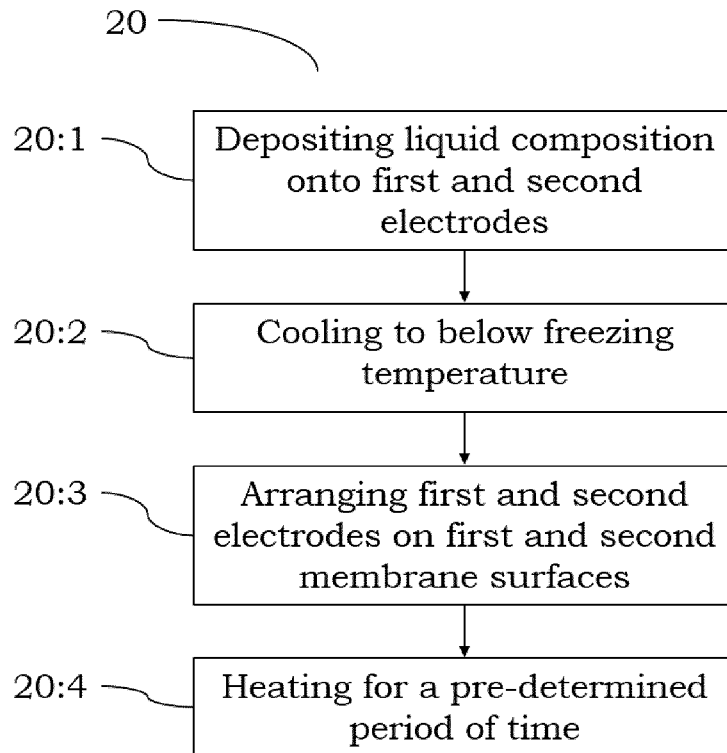 20
20:1
Depositing liquid composition
onto first and second
electrodes
20:2
Cooling to below freezing
temperature
20:3
Arranging first and second
electrodes on first and second
membrane surfaces
20:4
Heating for a pre-determined
period of time